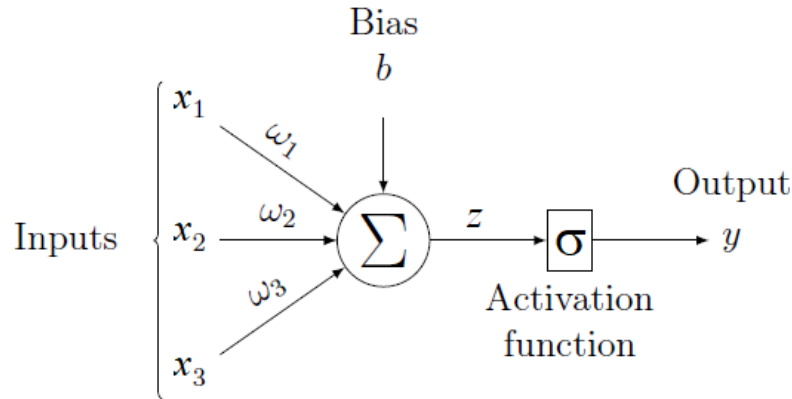 Bias
b
x₁
ω₁
Inputs
x₂
ω₂
Σ
z
σ
Output
y
ω₃
x₃
Activation
function